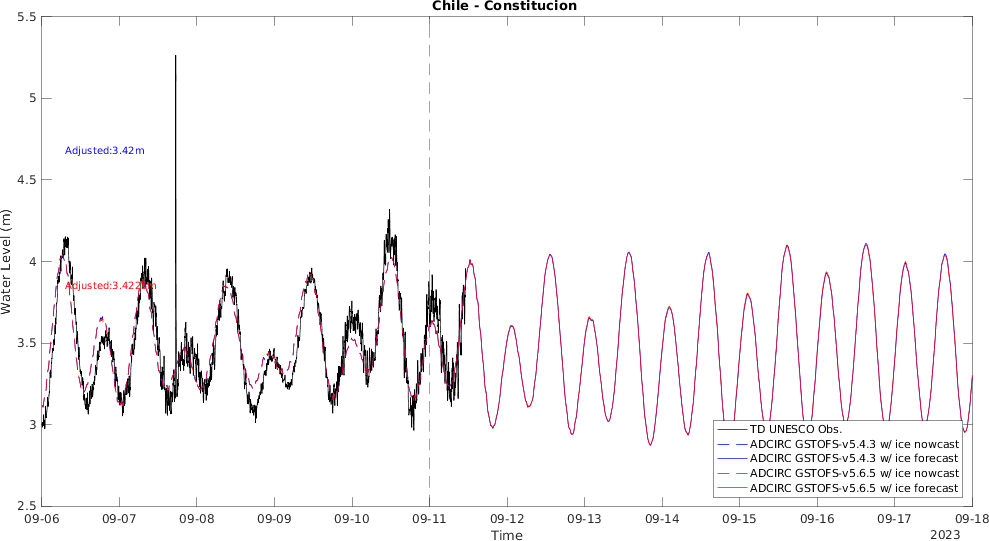 Chile - Constitucion
5.5
5
4.5
4
3.5
3
2.5
Water Level (m)
Adjusted:3.42m
Adjusted:3.422m
09-06 09-07 09-08 09-09 09-10 09-11 09-12 09-13 09-14 09-15 09-16 09-17 09-18
Time
2023
TD UNESCO Obs.
ADCIRC GSTOFS-v5.4.3 w/ ice nowcast
ADCIRC GSTOFS-v5.4.3 w/ ice forecast
ADCIRC GSTOFS-v5.6.5 w/ ice nowcast
ADCIRC GSTOFS-v5.6.5 w/ ice forecast